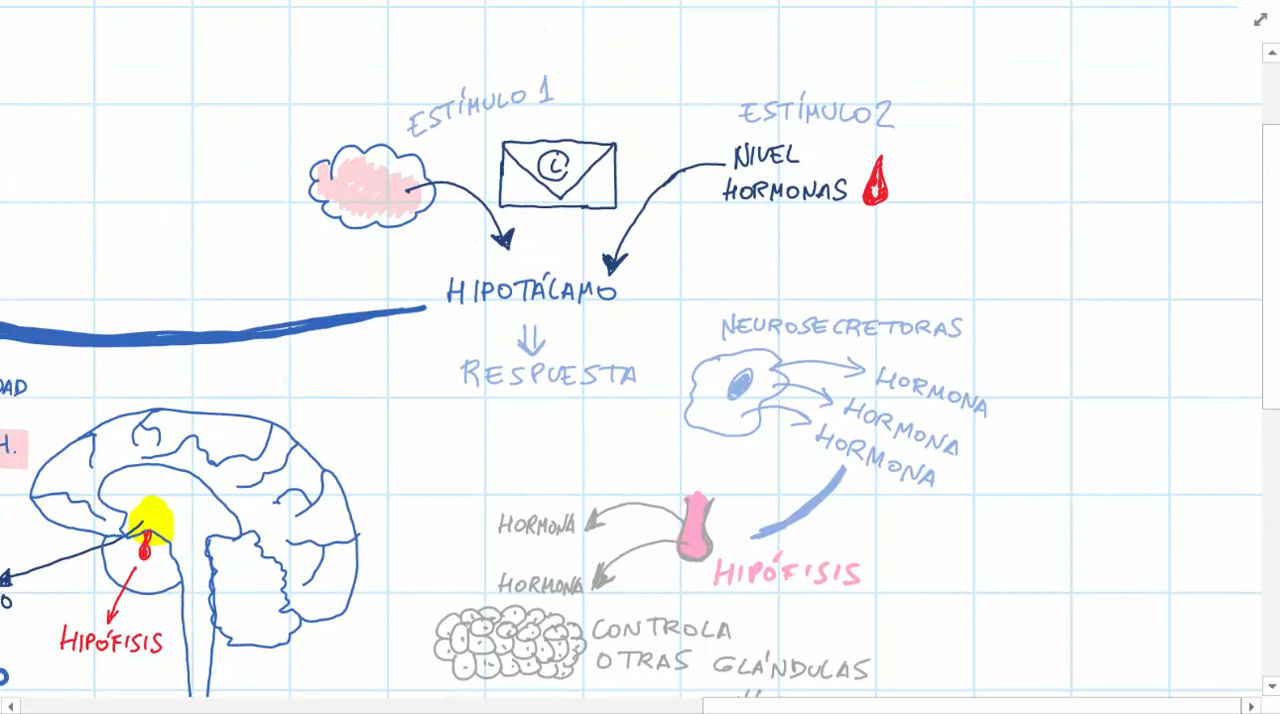 ESTÍMULO 1
ESTÍMULO 2
NIVEL
HORMONAS
HIPOTÁLAMO
RESPUESTA
NEUROSECRETORAS
HORMONA
HORMONA
HORMONA
DAD
H.
HORMONA
HORMONA
HIPÓFISIS
O
HIPÓFISIS
CONTROLA
OTRAS GLÁNDULAS
O